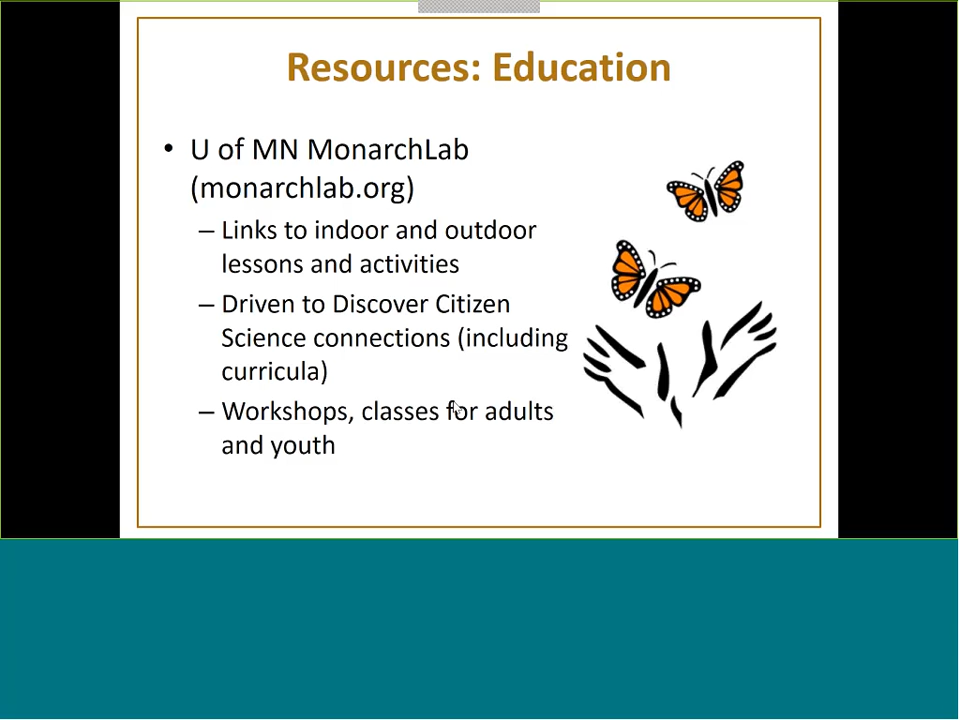 Resources: Education
• U of MN MonarchLab
(monarchlab.org)
– Links to indoor and outdoor
lessons and activities
– Driven to Discover Citizen
Science connections (including
curricula)
– Workshops, classes for adults
and youth